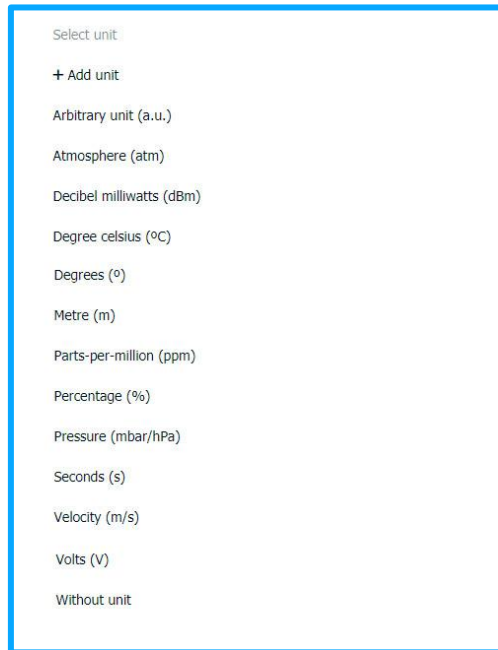 Select unit
+ Add unit
Arbitrary unit (a.u.)
Atmosphere (atm)
Decibel milliwatts (dBm)
Degree celsius (ºC)
Degrees (º)
Metre (m)
Parts-per-million (ppm)
Percentage (%)
Pressure (mbar/hPa)
Seconds (s)
Velocity (m/s)
Volts (V)
Without unit